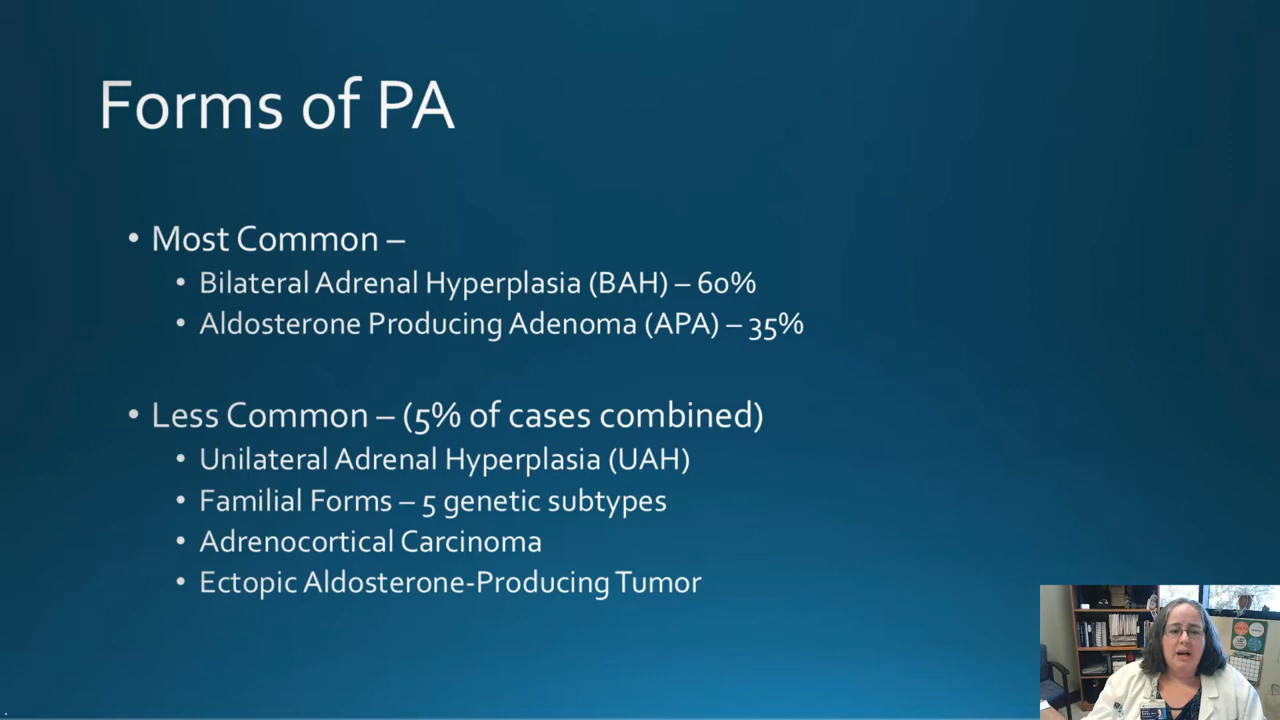 Forms of PA
• Most Common –
• Bilateral Adrenal Hyperplasia (BAH) – 60%
• Aldosterone Producing Adenoma (APA) – 35%
• Less Common – (5% of cases combined)
• Unilateral Adrenal Hyperplasia (UAH)
• Familial Forms – 5 genetic subtypes
• Adrenocortical Carcinoma
• Ectopic Aldosterone-Producing Tumor